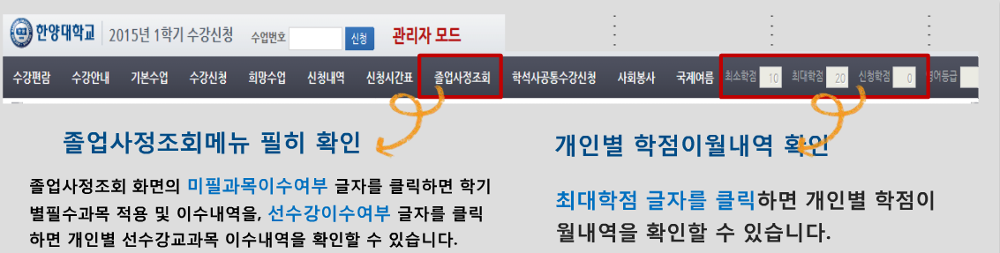 한양대학교 2015년 1학기 수강신청 수업번호 신청 관리자 모드
수강편람 수강안내 기본수업 수강신청 희망수업 신청내역 신청시간표 졸업사정조회 학석사공통수강신청 사회봉사 국제여름 최소학점 10 최대학점 20 신청학점 0 영어등급
졸업사정조회메뉴 필히 확인
졸업사정조회 화면의 미필과목이수여부 글자를 클릭하면 학기
별필수과목 적용 및 이수내역을, 선수강이수여부 글자를 클릭
하면 개인별 선수강교과목 이수내역을 확인할 수 있습니다.
개인별 학점이월내역 확인
최대학점 글자를 클릭하면 개인별 학점이
월내역을 확인할 수 있습니다.